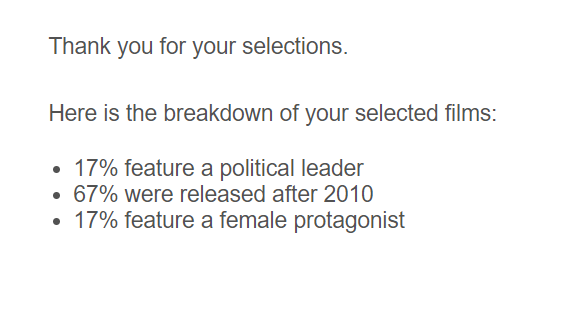 Thank you for your selections.
Here is the breakdown of your selected films:
• 17% feature a political leader
• 67% were released after 2010
• 17% feature a female protagonist